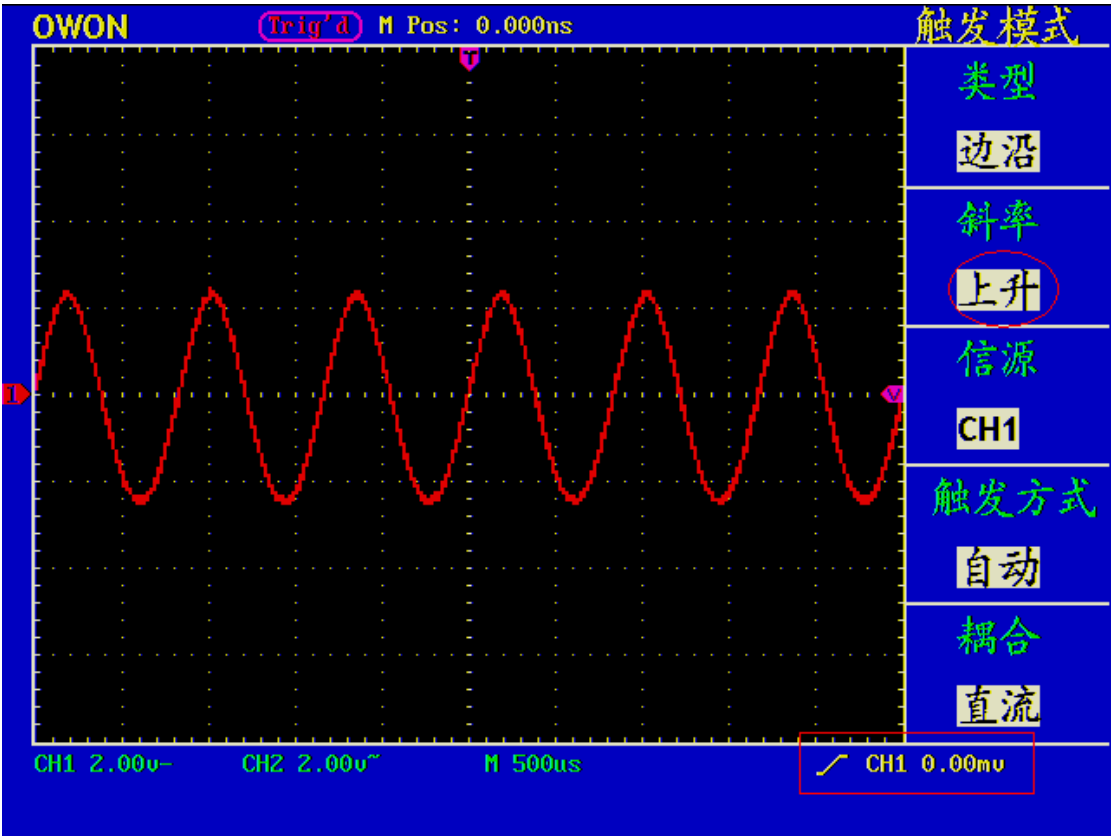 OWON Trig'd M Pos: 0.000ns 触发模式
T
类型
边沿
斜率
上升
信源
1 V
CH1
触发方式
自动
耦合
直流
CH1 2.00v— CH2 2.00v~ M 500us CH1 0.00mv